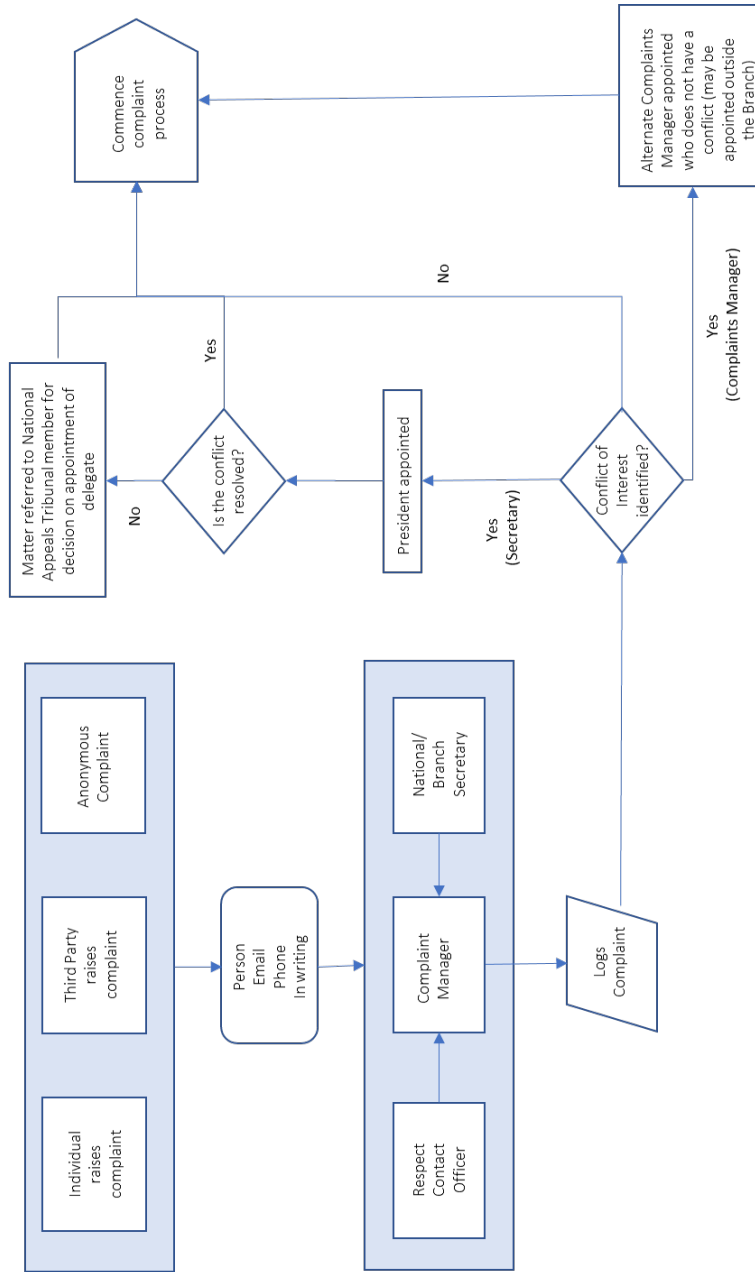 Individual
raises
complaint
Third Party
raises
complaint
Anonymous
Complaint
Person
Email
Phone
In writing
Respect
Contact
Officer
Complaint
Manager
National/
Branch
Secretary
Logs
Complaint
Conflict of
Interest
identified?
Yes
(Secretary)
President appointed
Is the conflict
resolved?
No
Matter referred to National
Appeals Tribunal member for
decision on appointment of
delegate
Yes
No
Yes
(Complaints Manager)
Alternate Complaints
Manager appointed
who does not have a
conflict (may be
appointed outside
the Branch)
Commence
complaint
process